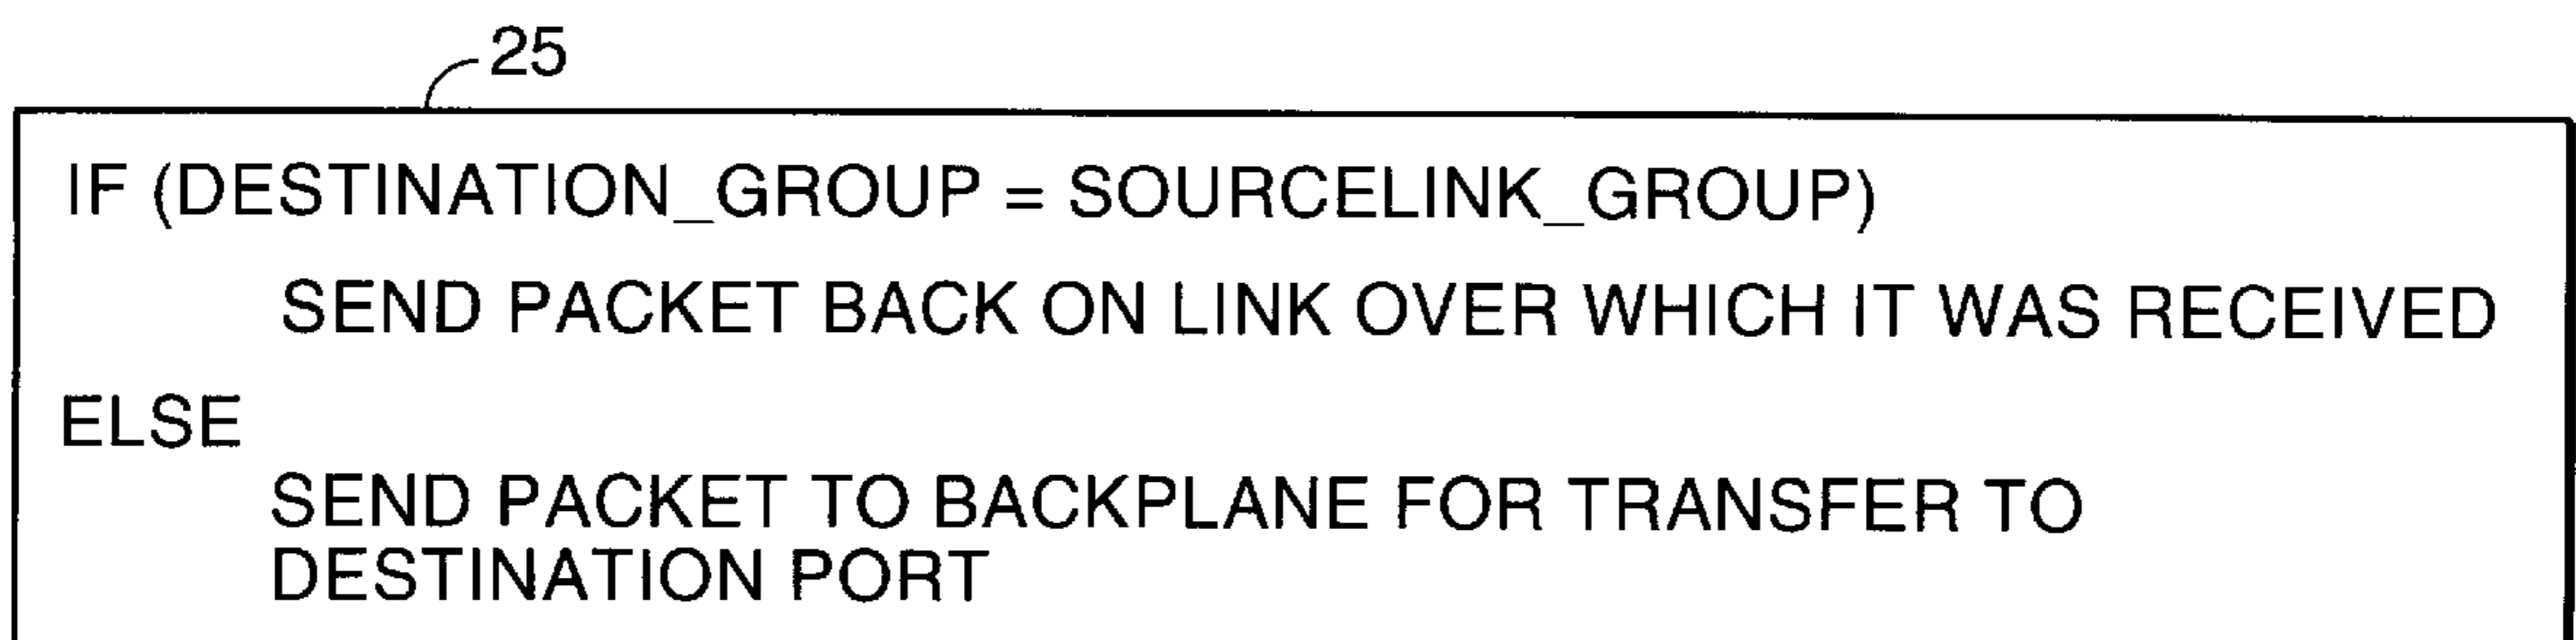 25
IF (DESTINATION_GROUP = SOURCELINK_GROUP)
SEND PACKET BACK ON LINK OVER WHICH IT WAS RECEIVED
ELSE
SEND PACKET TO BACKPLANE FOR TRANSFER TO
DESTINATION PORT